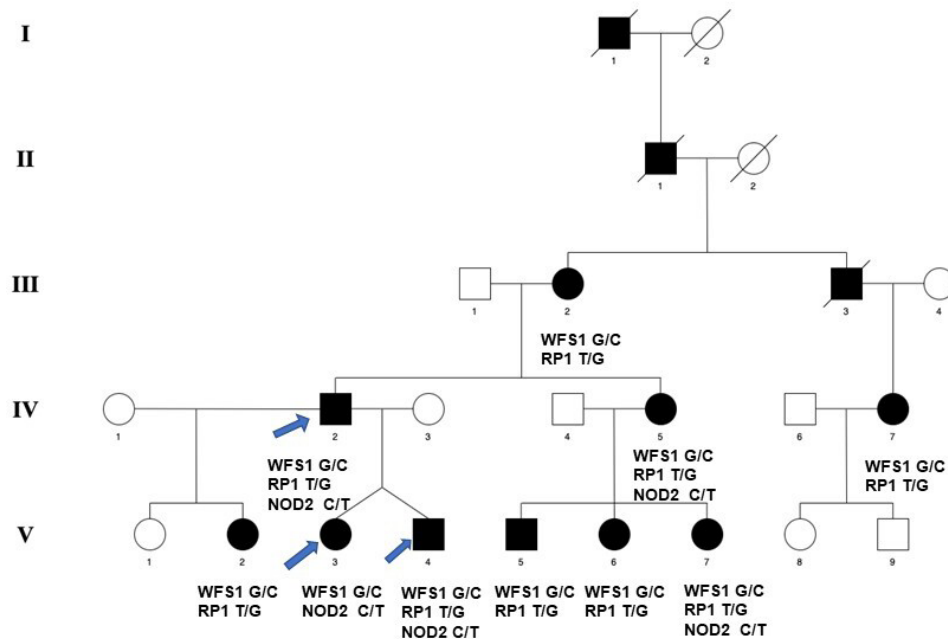 I
1
2
II
1
2
III
1
2
3
4
WFS1 G/C
RP1 T/G
IV
1
2
3
4
5
6
7
WFS1 G/C
RP1 T/G
NOD2 C/T
WFS1 G/C
RP1 T/G
NOD2 C/T
WFS1 G/C
RP1 T/G
V
1
2
3
4
5
6
7
8
9
WFS1 G/C
RP1 T/G
WFS1 G/C
NOD2 C/T
WFS1 G/C
RP1 T/G
NOD2 C/T
WFS1 G/C
RP1 T/G
WFS1 G/C
RP1 T/G
WFS1 G/C
RP1 T/G
NOD2 C/T